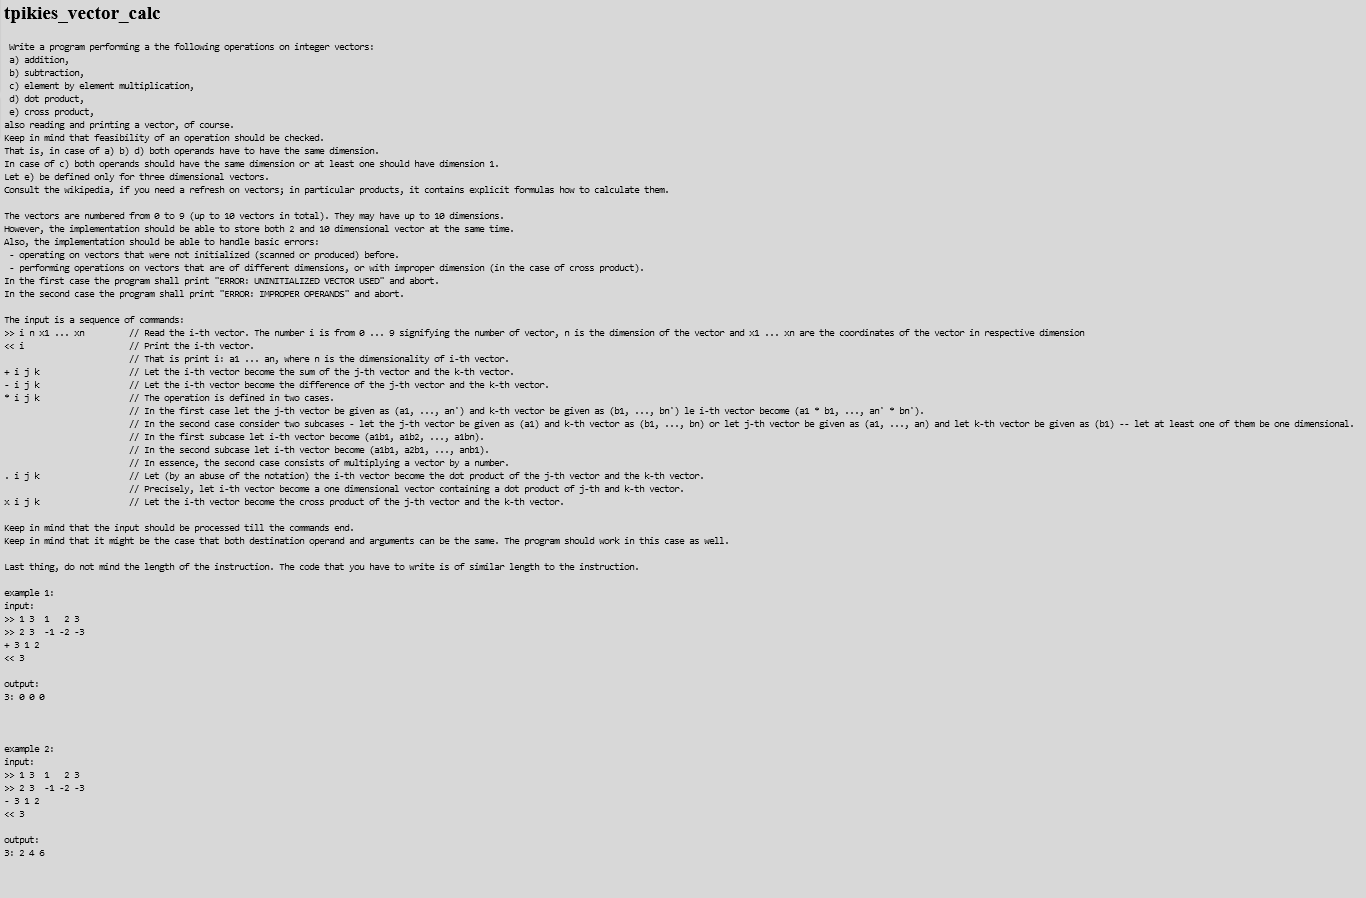 tpikies_vector_calc
Write a program performing a the following operations on integer vectors:
a) addition,
b) subtraction,
c) element by element multiplication,
d) dot product,
e) cross product,
also reading and printing a vector, of course.
Keep in mind that feasibility of an operation should be checked.
That is, in case of a) b) d) both operands have to have the same dimension.
In case of c) both operands should have the same dimension or at least one should have dimension 1.
Let e) be defined only for three dimensional vectors.
Consult the wikipedia, if you need a refresh on vectors; in particular products, it contains explicit formulas how to calculate them.
The vectors are numbered from 0 to 9 (up to 10 vectors in total). They may have up to 10 dimensions.
However, the implementation should be able to store both 2 and 10 dimensional vector at the same time.
Also, the implementation should be able to handle basic errors:
- operating on vectors that were not initialized (scanned or produced) before.
- performing operations on vectors that are of different dimensions, or with improper dimension (in the case of cross product).
In the first case the program shall print "ERROR: UNINITIALIZED VECTOR USED" and abort.
In the second case the program shall print "ERROR: IMPROPER OPERANDS" and abort.
The input is a sequence of commands:
>> i n x1 ... xn // Read the i-th vector. The number i is from 0 ... 9 signifying the number of vector, n is the dimension of the vector and x1 ... xn are the coordinates of the vector in respective dimension
<< i // Print the i-th vector.
// That is print i: a1 ... an, where n is the dimensionality of i-th vector.
+ i j k // Let the i-th vector become the sum of the j-th vector and the k-th vector.
- i j k // Let the i-th vector become the difference of the j-th vector and the k-th vector.
* i j k // The operation is defined in two cases.
// In the first case let the j-th vector be given as (a1, ..., an') and k-th vector be given as (b1, ..., bn') le i-th vector become (a1 * b1, ..., an' * bn').
// In the second case consider two subcases - let the j-th vector be given as (a1) and k-th vector as (b1, ..., bn) or let j-th vector be given as (a1, ..., an) and let k-th vector be given as (b1) -- let at least one of them be one dimensional.
// In the first subcase let i-th vector become (a1b1, a1b2, ..., a1bn).
// In the second subcase let i-th vector become (a1b1, a2b1, ..., anb1).
// In essence, the second case consists of multiplying a vector by a number.
. i j k // Let (by an abuse of the notation) the i-th vector become the dot product of the j-th vector and the k-th vector.
// Precisely, let i-th vector become a one dimensional vector containing a dot product of j-th and k-th vector.
x i j k // Let the i-th vector become the cross product of the j-th vector and the k-th vector.
Keep in mind that the input should be processed till the commands end.
Keep in mind that it might be the case that both destination operand and arguments can be the same. The program should work in this case as well.
Last thing, do not mind the length of the instruction. The code that you have to write is of similar length to the instruction.
example 1:
input:
>> 1 3 1 2 3
>> 2 3 -1 -2 -3
+ 3 1 2
<< 3
output:
3: 0 0 0
example 2:
input:
>> 1 3 1 2 3
>> 2 3 -1 -2 -3
- 3 1 2
<< 3
output:
3: 2 4 6